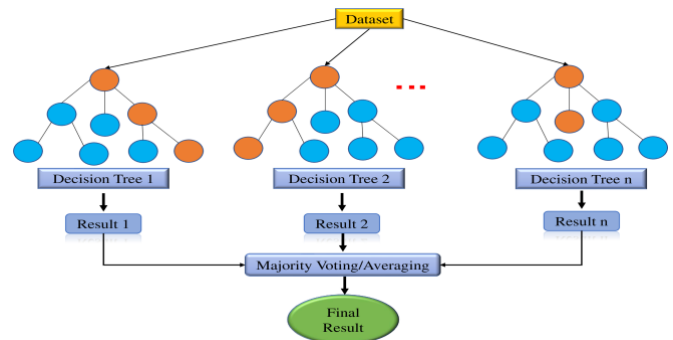 Dataset
Decision Tree 1
Decision Tree 2
Decision Tree n
Result 1
Result 2
Result n
Majority Voting/Averaging
Final
Result